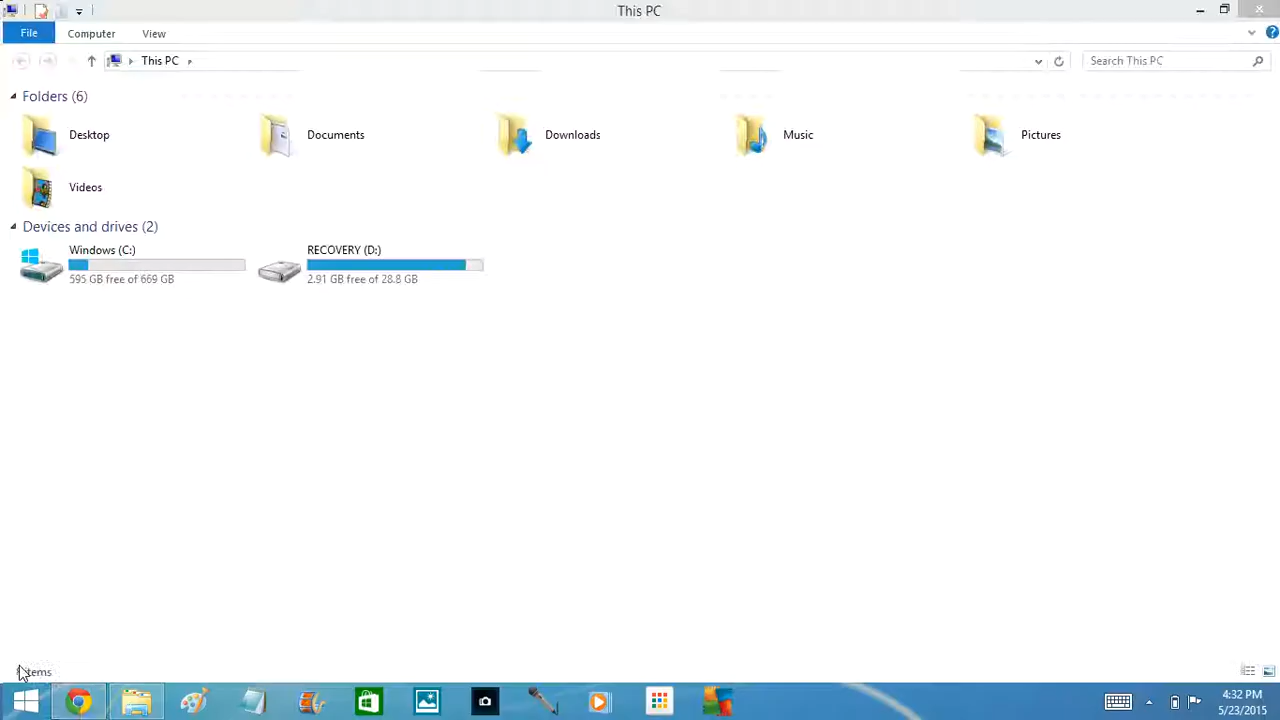 This PC
File Computer View
This PC
Search This PC
Folders (6)
Desktop
Documents
Downloads
Music
Pictures
Videos
Devices and drives (2)
Windows (C:)
595 GB free of 669 GB
RECOVERY (D:)
2.91 GB free of 28.8 GB
items
4:32 PM
5/23/2015